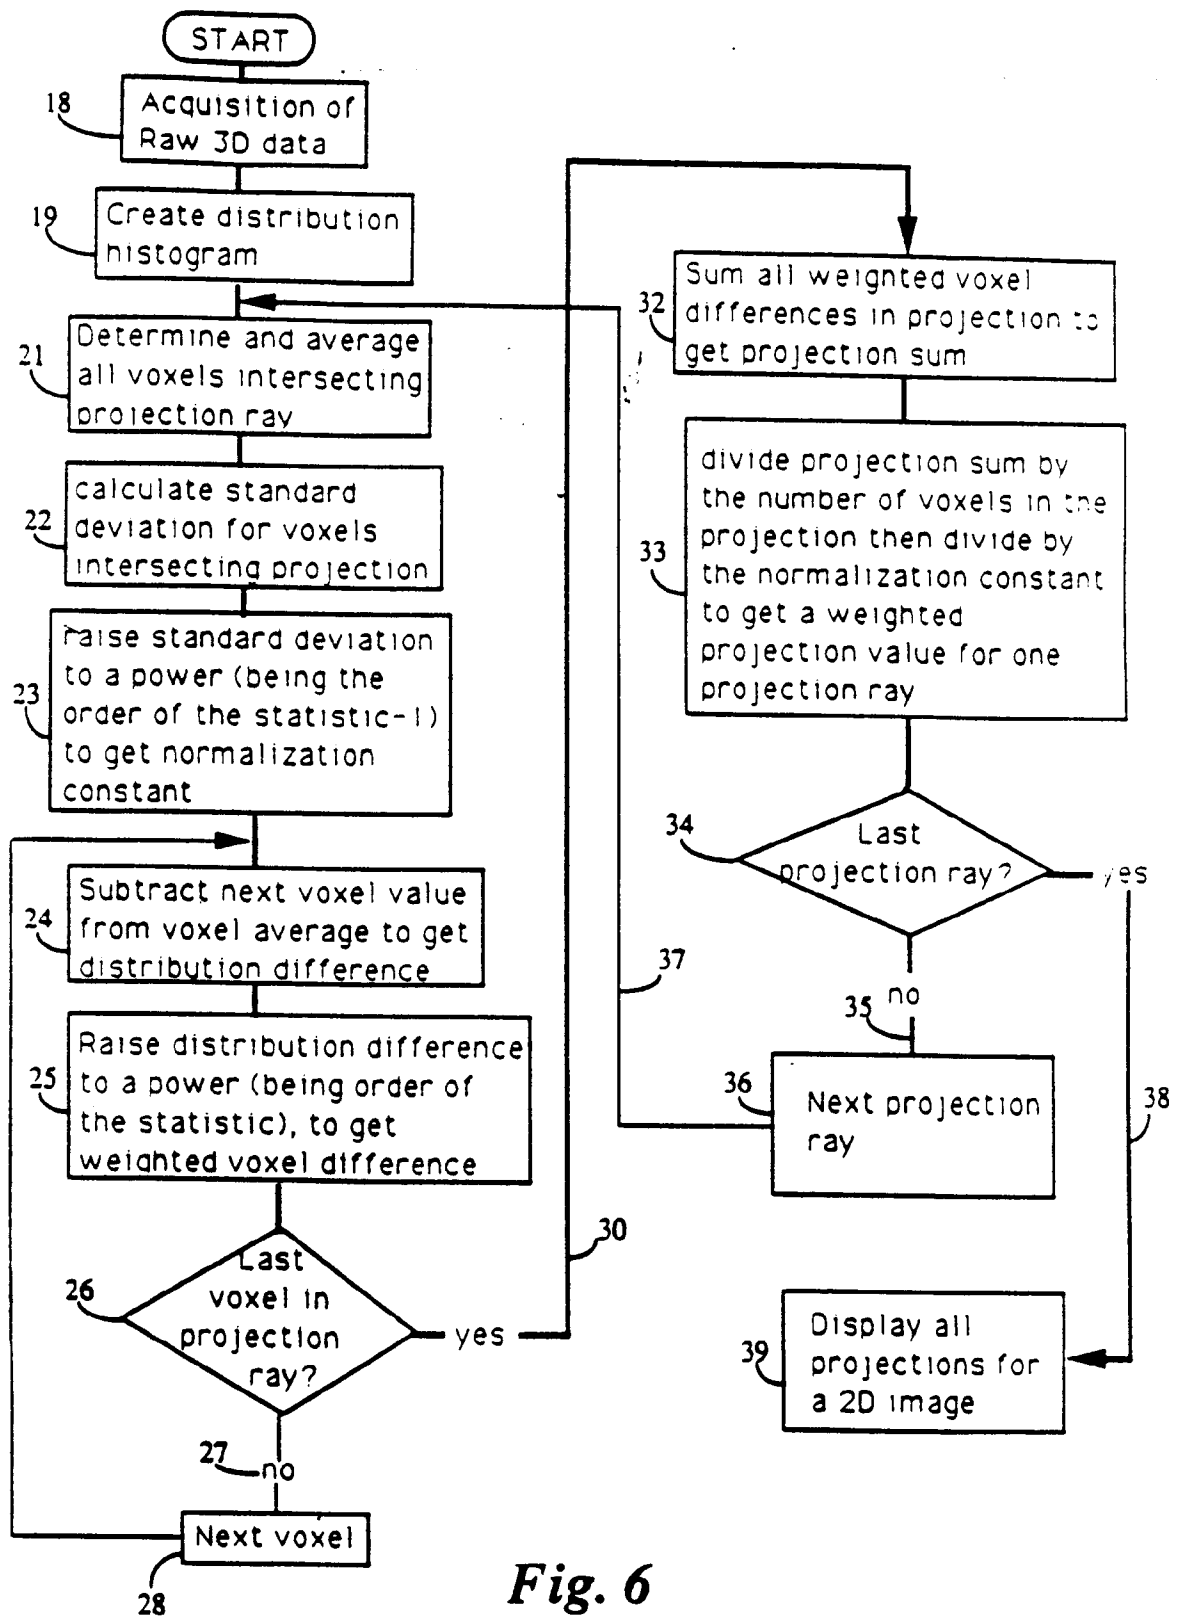 START
18
Acquisition of
Raw 3D data
19
Create distribution
histogram
21
Determine and average
all voxels intersecting
projection ray
22
calculate standard
deviation for voxels
intersecting projection
23
raise standard deviation
to a power (being the
order of the statistic-1)
to get normalization
constant
24
Subtract next voxel value
from voxel average to get
distribution difference
25
Raise distribution difference
to a power (being order of
the statistic), to get
weighted voxel difference
26
Last
voxel in
projection
ray?
yes
30
27
no
Next voxel
28
32
Sum all weighted voxel
differences in projection to
get projection sum
33
divide projection sum by
the number of voxels in the
projection then divide by
the normalization constant
to get a weighted
projection value for one
projection ray
34
Last
projection ray?
yes
37
35
no
36
Next projection
ray
38
39
Display all
projections for
a 2D image
Fig. 6